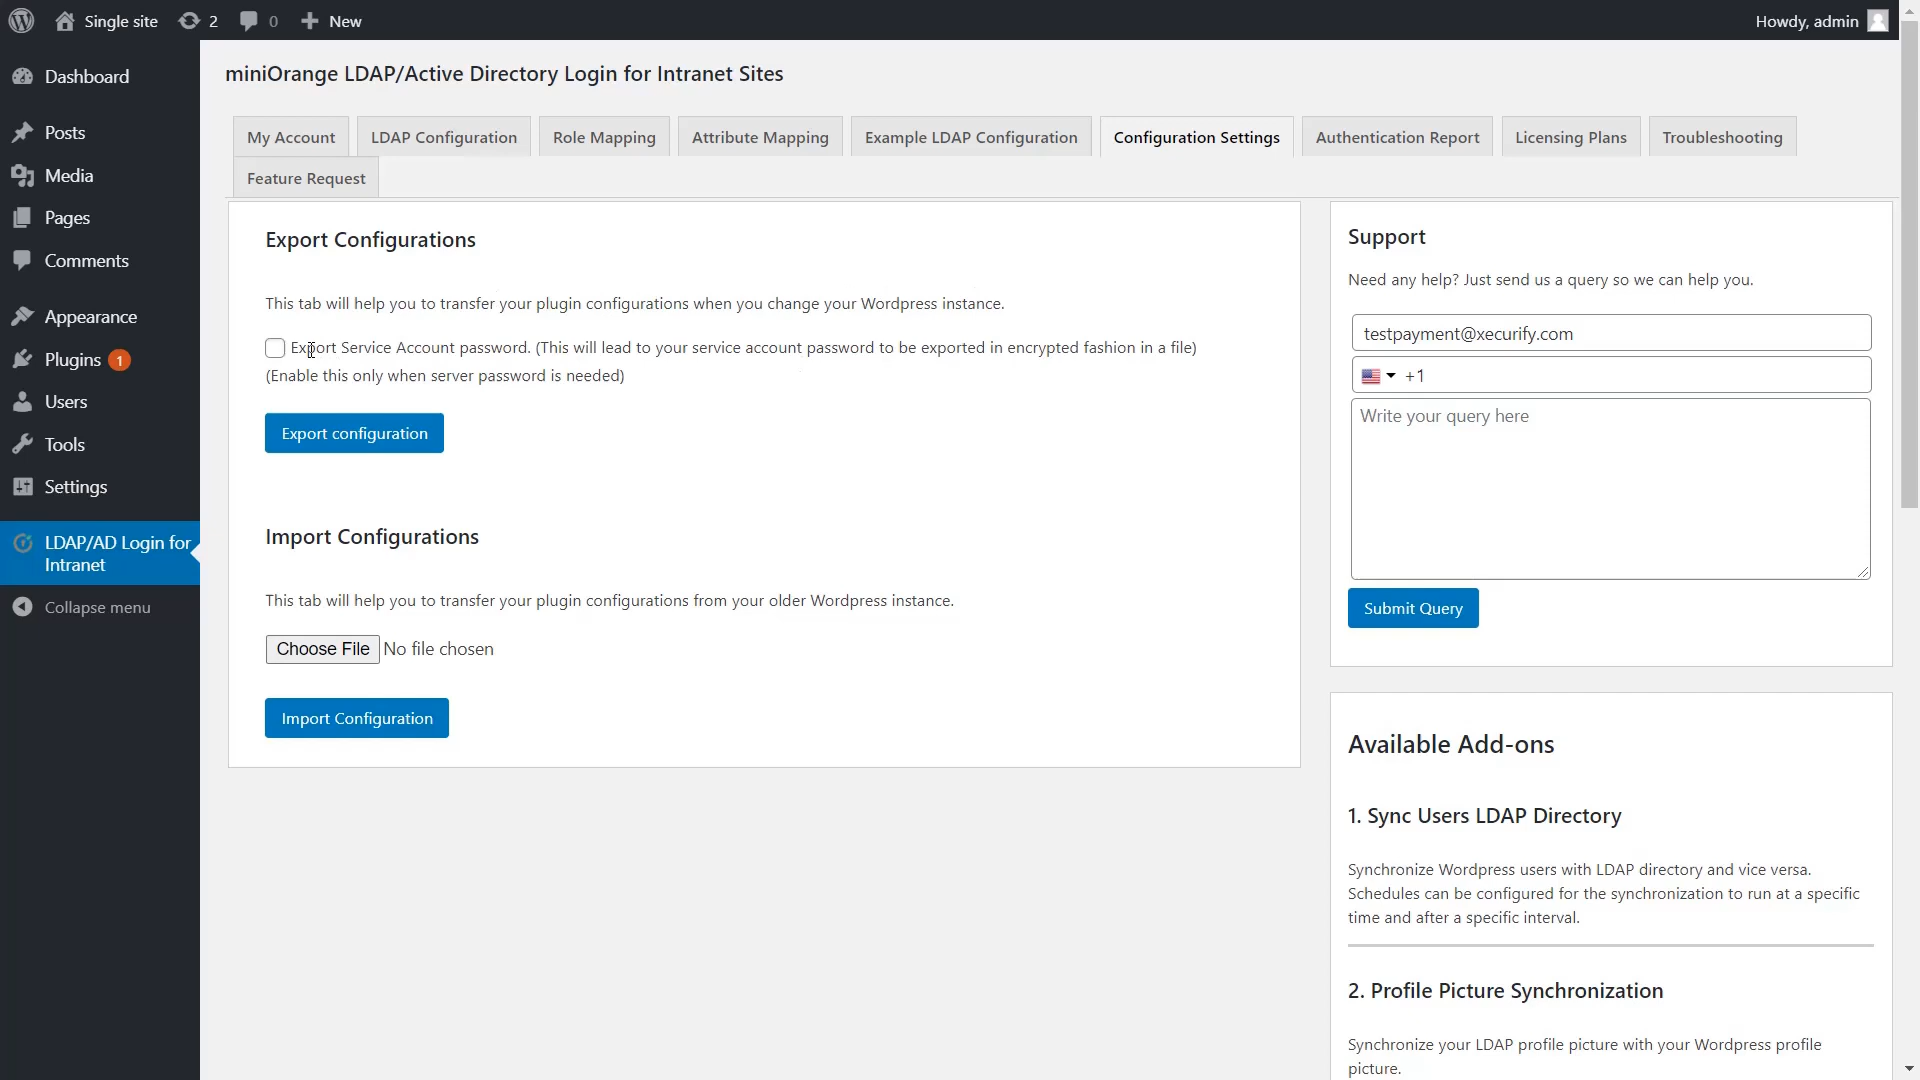 Single site 2 0 New Howdy, admin
Dashboard
Posts
Media
Pages
Comments
Appearance
Plugins 1
Users
Tools
Settings
LDAP/AD Login for
Intranet
Collapse menu
miniOrange LDAP/Active Directory Login for Intranet Sites
My Account LDAP Configuration Role Mapping Attribute Mapping Example LDAP Configuration Configuration Settings Authentication Report Licensing Plans Troubleshooting
Feature Request
Export Configurations
This tab will help you to transfer your plugin configurations when you change your Wordpress instance.
Export Service Account password. (This will lead to your service account password to be exported in encrypted fashion in a file)
(Enable this only when server password is needed)
Export configuration
Import Configurations
This tab will help you to transfer your plugin configurations from your older Wordpress instance.
Choose File No file chosen
Import Configuration
Support
Need any help? Just send us a query so we can help you.
testpayment@xecurify.com
+1
Write your query here
Submit Query
Available Add-ons
1. Sync Users LDAP Directory
Synchronize Wordpress users with LDAP directory and vice versa.
Schedules can be configured for the synchronization to run at a specific
time and after a specific interval.
2. Profile Picture Synchronization
Synchronize your LDAP profile picture with your Wordpress profile
picture.